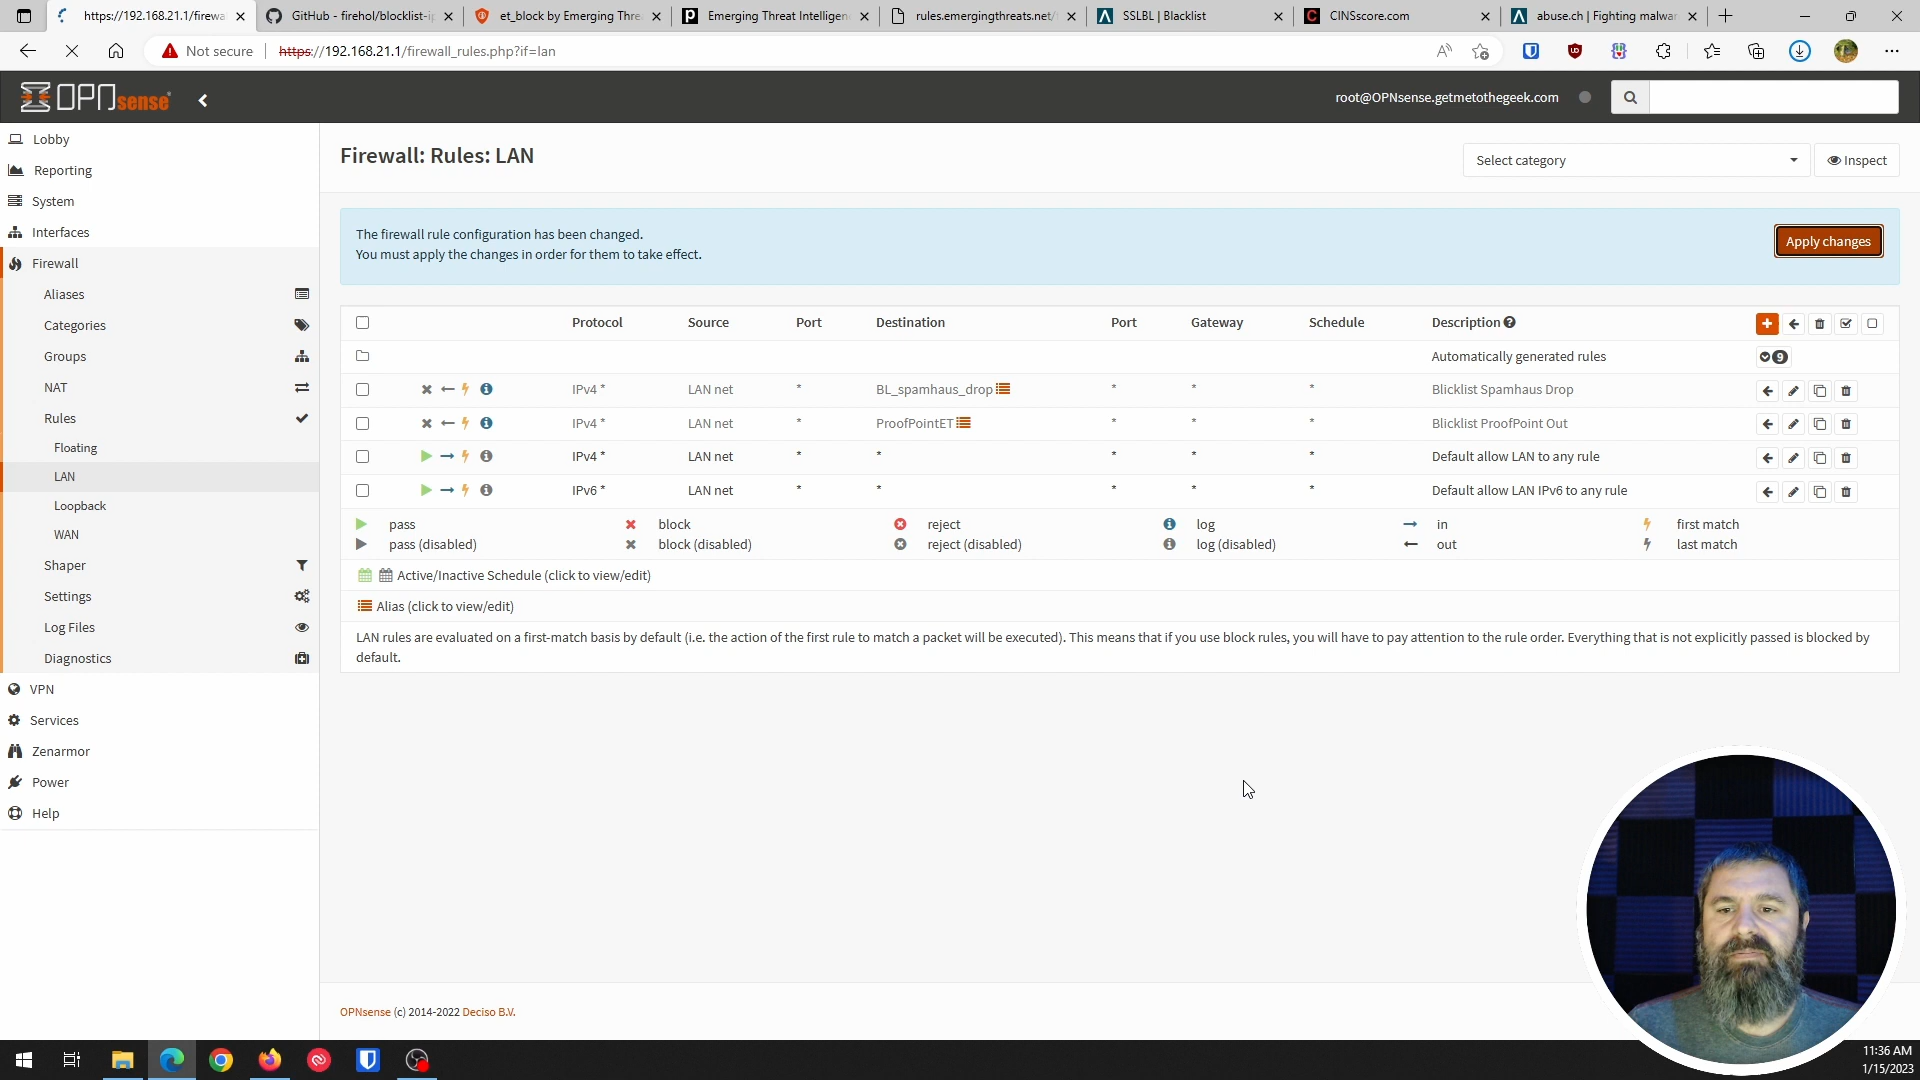 https://192.168.21.1/firewa
GitHub - firehol/blocklist-ip
et_block by Emerging Thre
Emerging Threat Intelligen
rules.emergingthreats.net/
SSLBL | Blacklist
CINSscore.com
abuse.ch | Fighting malwar
Not secure
https://192.168.21.1/firewall_rules.php?if=lan
OPNsense
root@OPNsense.getmetothegeek.com
Lobby
Reporting
System
Interfaces
Firewall
Aliases
Categories
Groups
NAT
Rules
Floating
LAN
Loopback
WAN
Shaper
Settings
Log Files
Diagnostics
VPN
Services
Zenarmor
Power
Help
Firewall: Rules: LAN
Select category
Inspect
The firewall rule configuration has been changed.
You must apply the changes in order for them to take effect.
Apply changes
Protocol Source Port Destination Port Gateway Schedule Description
Automatically generated rules 9
IPv4 * LAN net * BL_spamhaus_drop * * * Blicklist Spamhaus Drop
IPv4 * LAN net * ProofPointET * * * Blicklist ProofPoint Out
IPv4 * LAN net * * * * * Default allow LAN to any rule
IPv6 * LAN net * * * * * Default allow LAN IPv6 to any rule
pass block reject log in first match
pass (disabled) block (disabled) reject (disabled) log (disabled) out last match
Active/Inactive Schedule (click to view/edit)
Alias (click to view/edit)
LAN rules are evaluated on a first-match basis by default (i.e. the action of the first rule to match a packet will be executed). This means that if you use block rules, you will have to pay attention to the rule order. Everything that is not explicitly passed is blocked by
default.
OPNsense (c) 2014-2022 Deciso B.V.
11:36 AM
1/15/2023